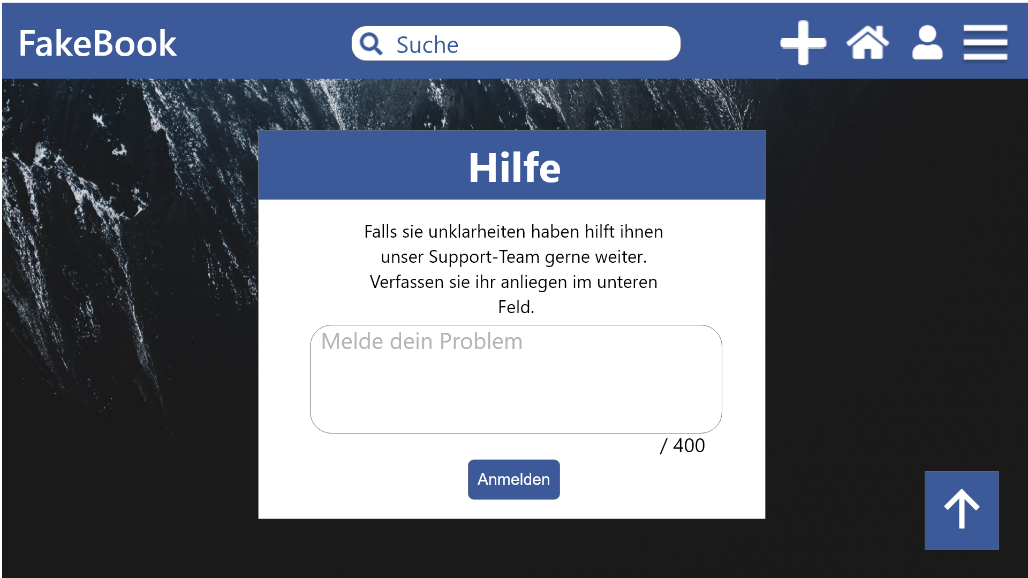 FakeBook
Suche
Hilfe
Falls sie unklarheiten haben hilft ihnen
unser Support-Team gerne weiter.
Verfassen sie ihr anliegen im unteren
Feld.
Melde dein Problem
/ 400
Anmelden